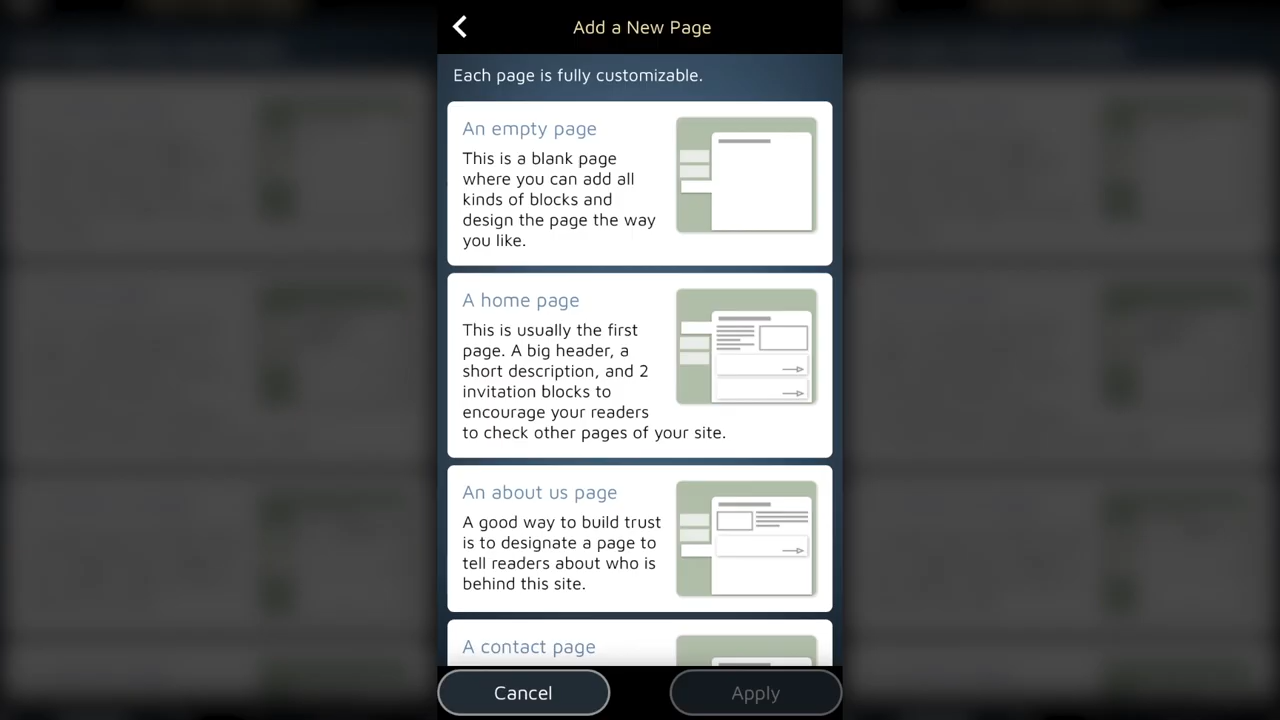 Add a New Page
Each page is fully customizable.
An empty page
This is a blank page
where you can add all
kinds of blocks and
design the page the way
you like.
A home page
This is usually the first
page. A big header, a
short description, and 2
invitation blocks to
encourage your readers
to check other pages of your site.
An about us page
A good way to build trust
is to designate a page to
tell readers about who is
behind this site.
A contact page
Cancel
Apply